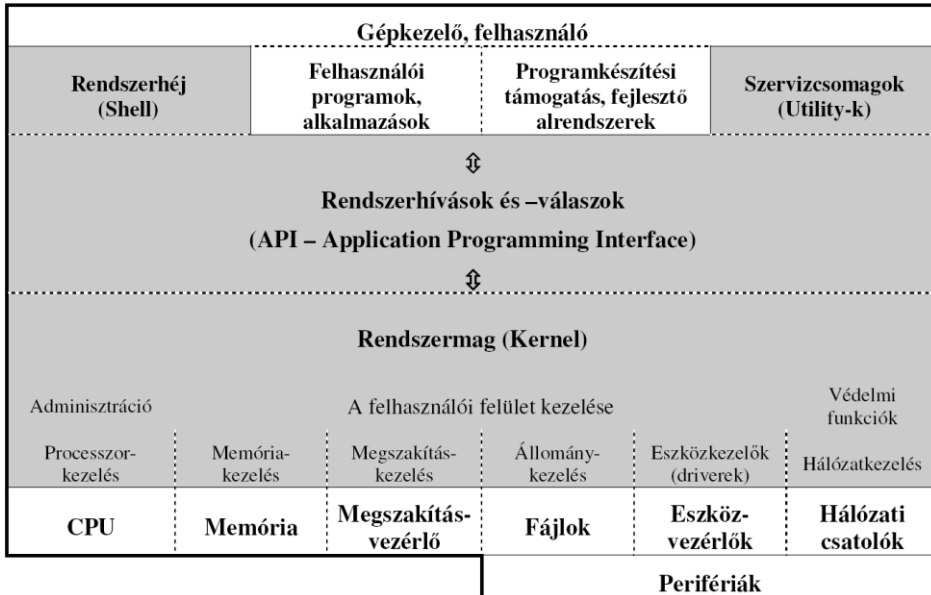 Gépkezelő, felhasználó
Rendszerhéj
(Shell)
Felhasználói
programok,
alkalmazások
Programkészítési
támogatás, fejlesztő
alrendszerek
Szervizcsomagok
(Utility-k)
Rendszerhívások és –válaszok
(API – Application Programming Interface)
Rendszermag (Kernel)
Adminisztráció
A felhasználói felület kezelése
Védelmi
funkciók
Processzor-
kezelés
Memória-
kezelés
Megszakítás-
kezelés
Állomány-
kezelés
Eszközkezelők
(driverek)
Hálózatkezelés
CPU
Memória
Megszakítás-
vezérlő
Fájlok
Eszköz-
vezérlők
Hálózati
csatolók
Perifériák